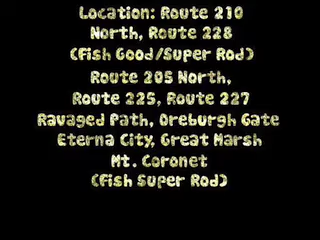 Location: Route 210
North, Route 228
(Fish Good/Super Rod)
Route 205 North,
Route 225, Route 227
Ravaged Path, Oreburgh Gate
Eterna City, Great Marsh
Mt. Coronet
(Fish Super Rod)